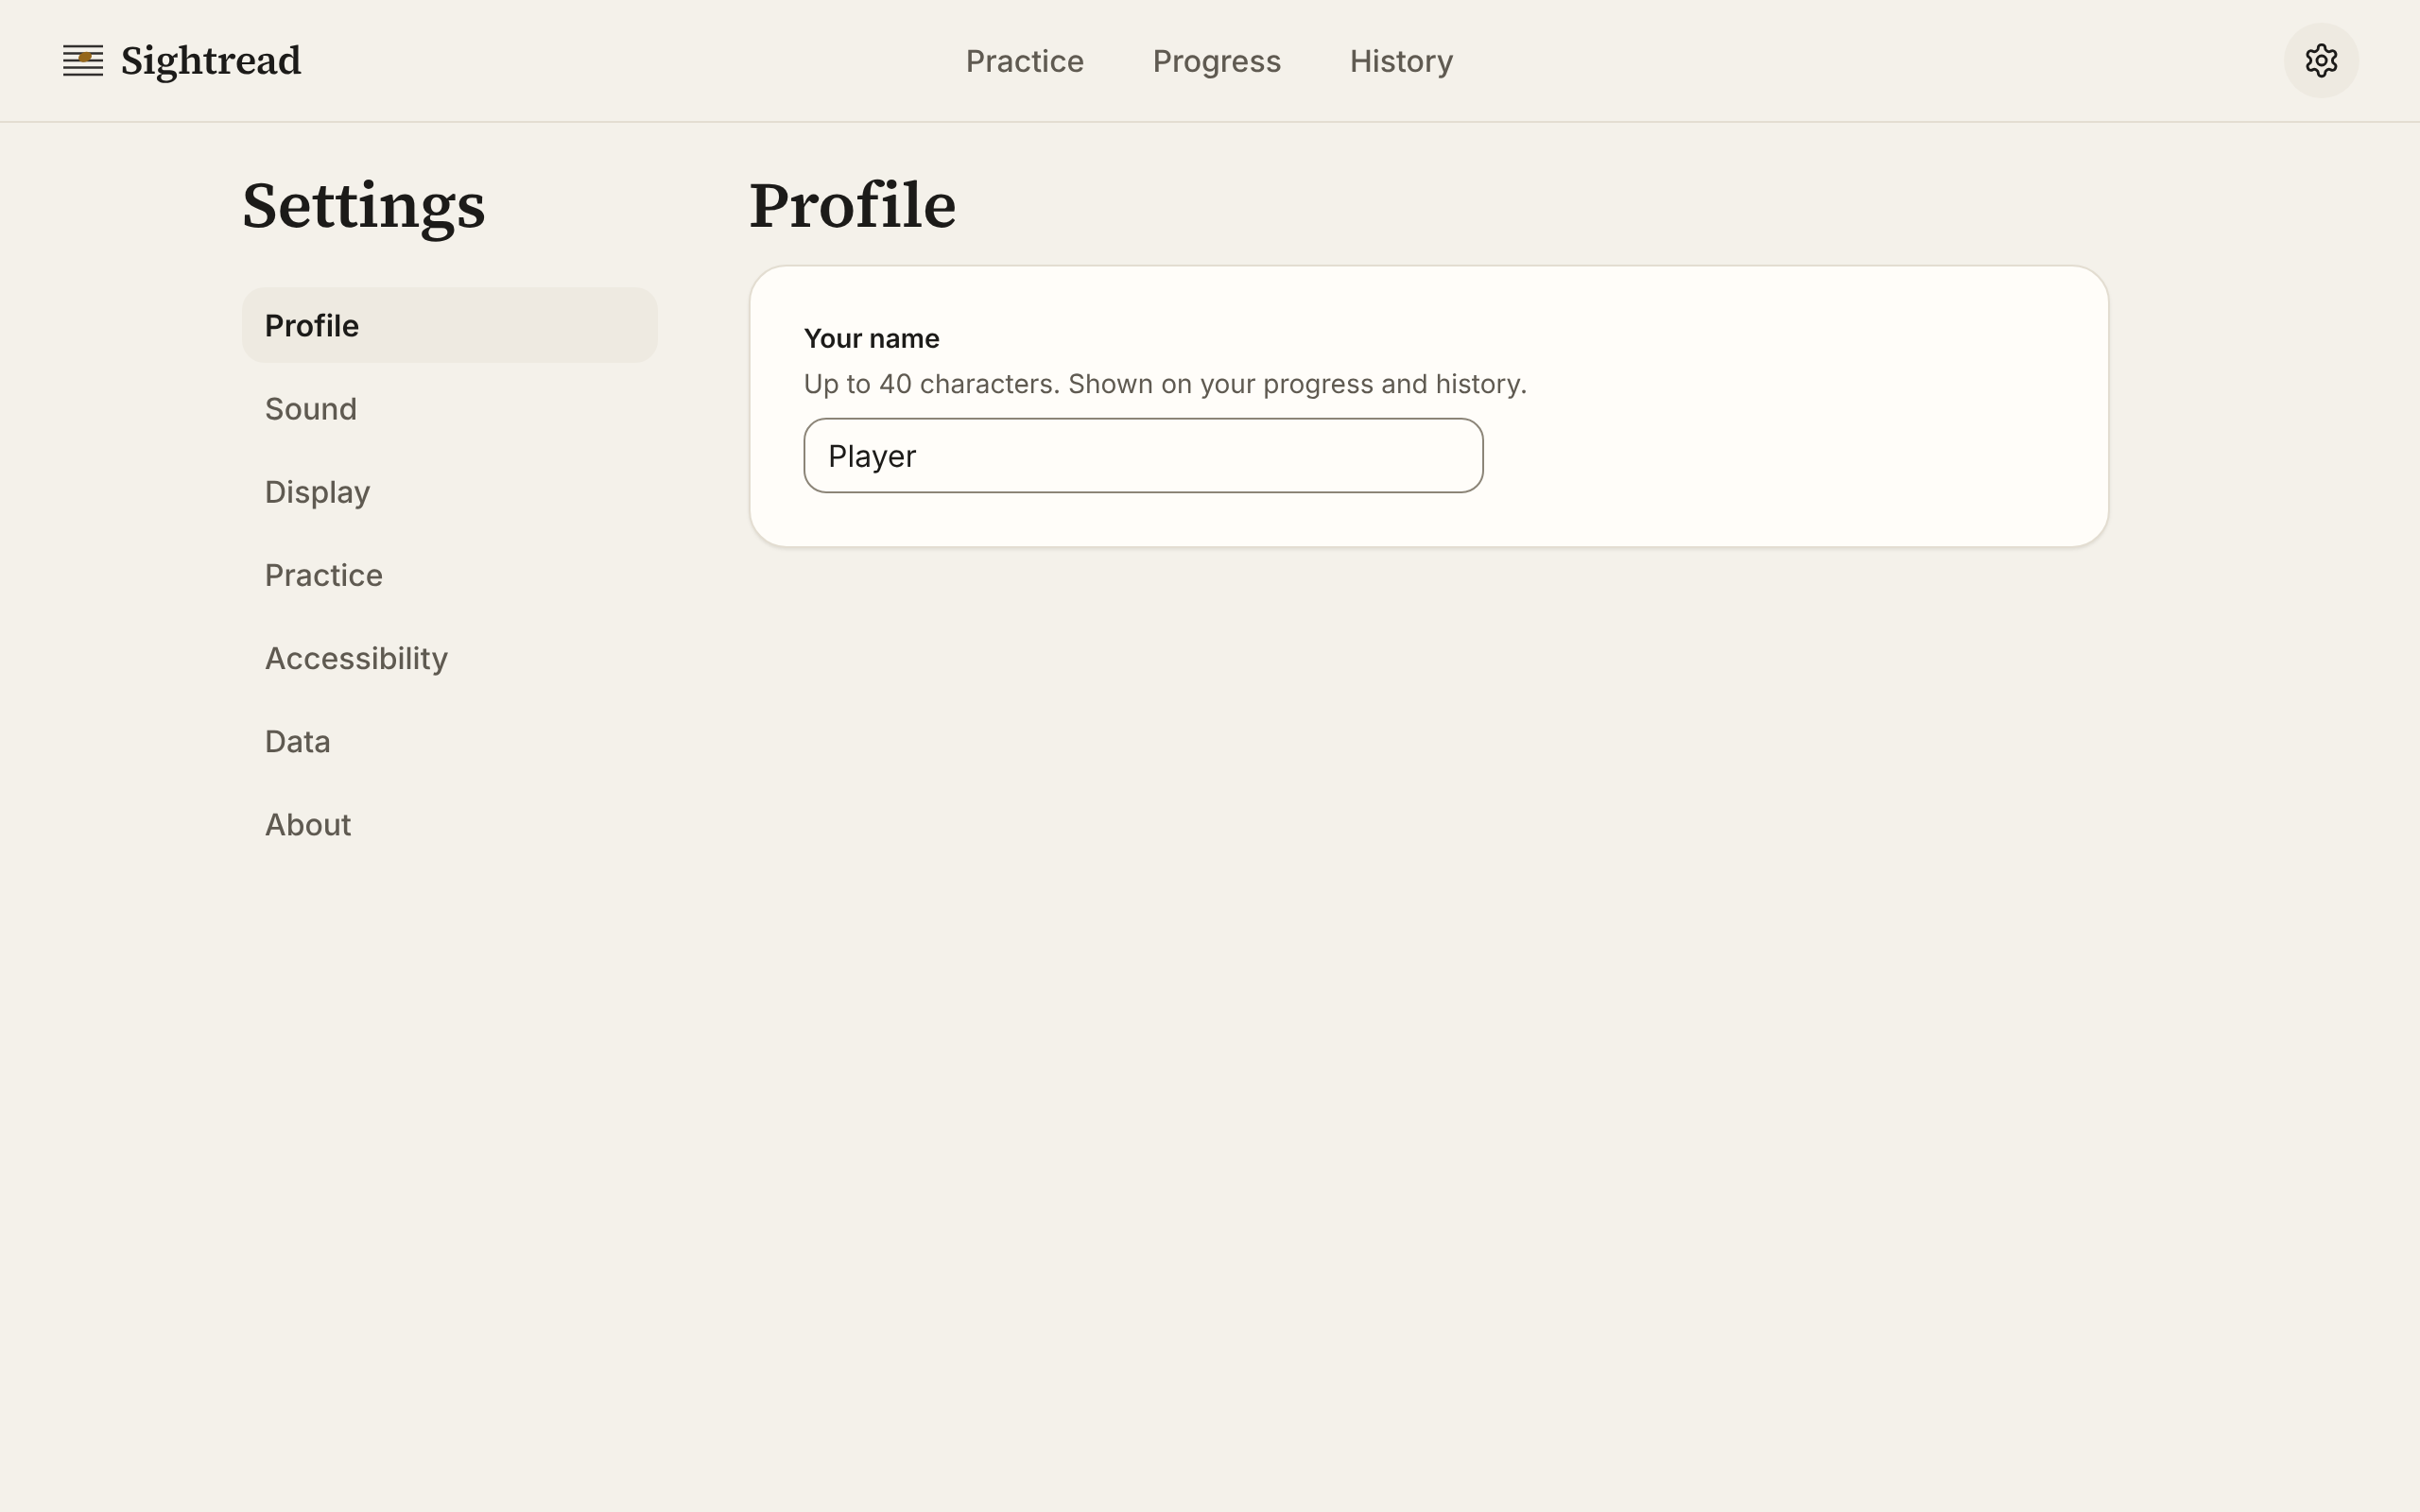 Sightread
Practice
Progress
History
Settings
Profile
Sound
Display
Practice
Accessibility
Data
About
Profile
Your name
Up to 40 characters. Shown on your progress and history.
Player